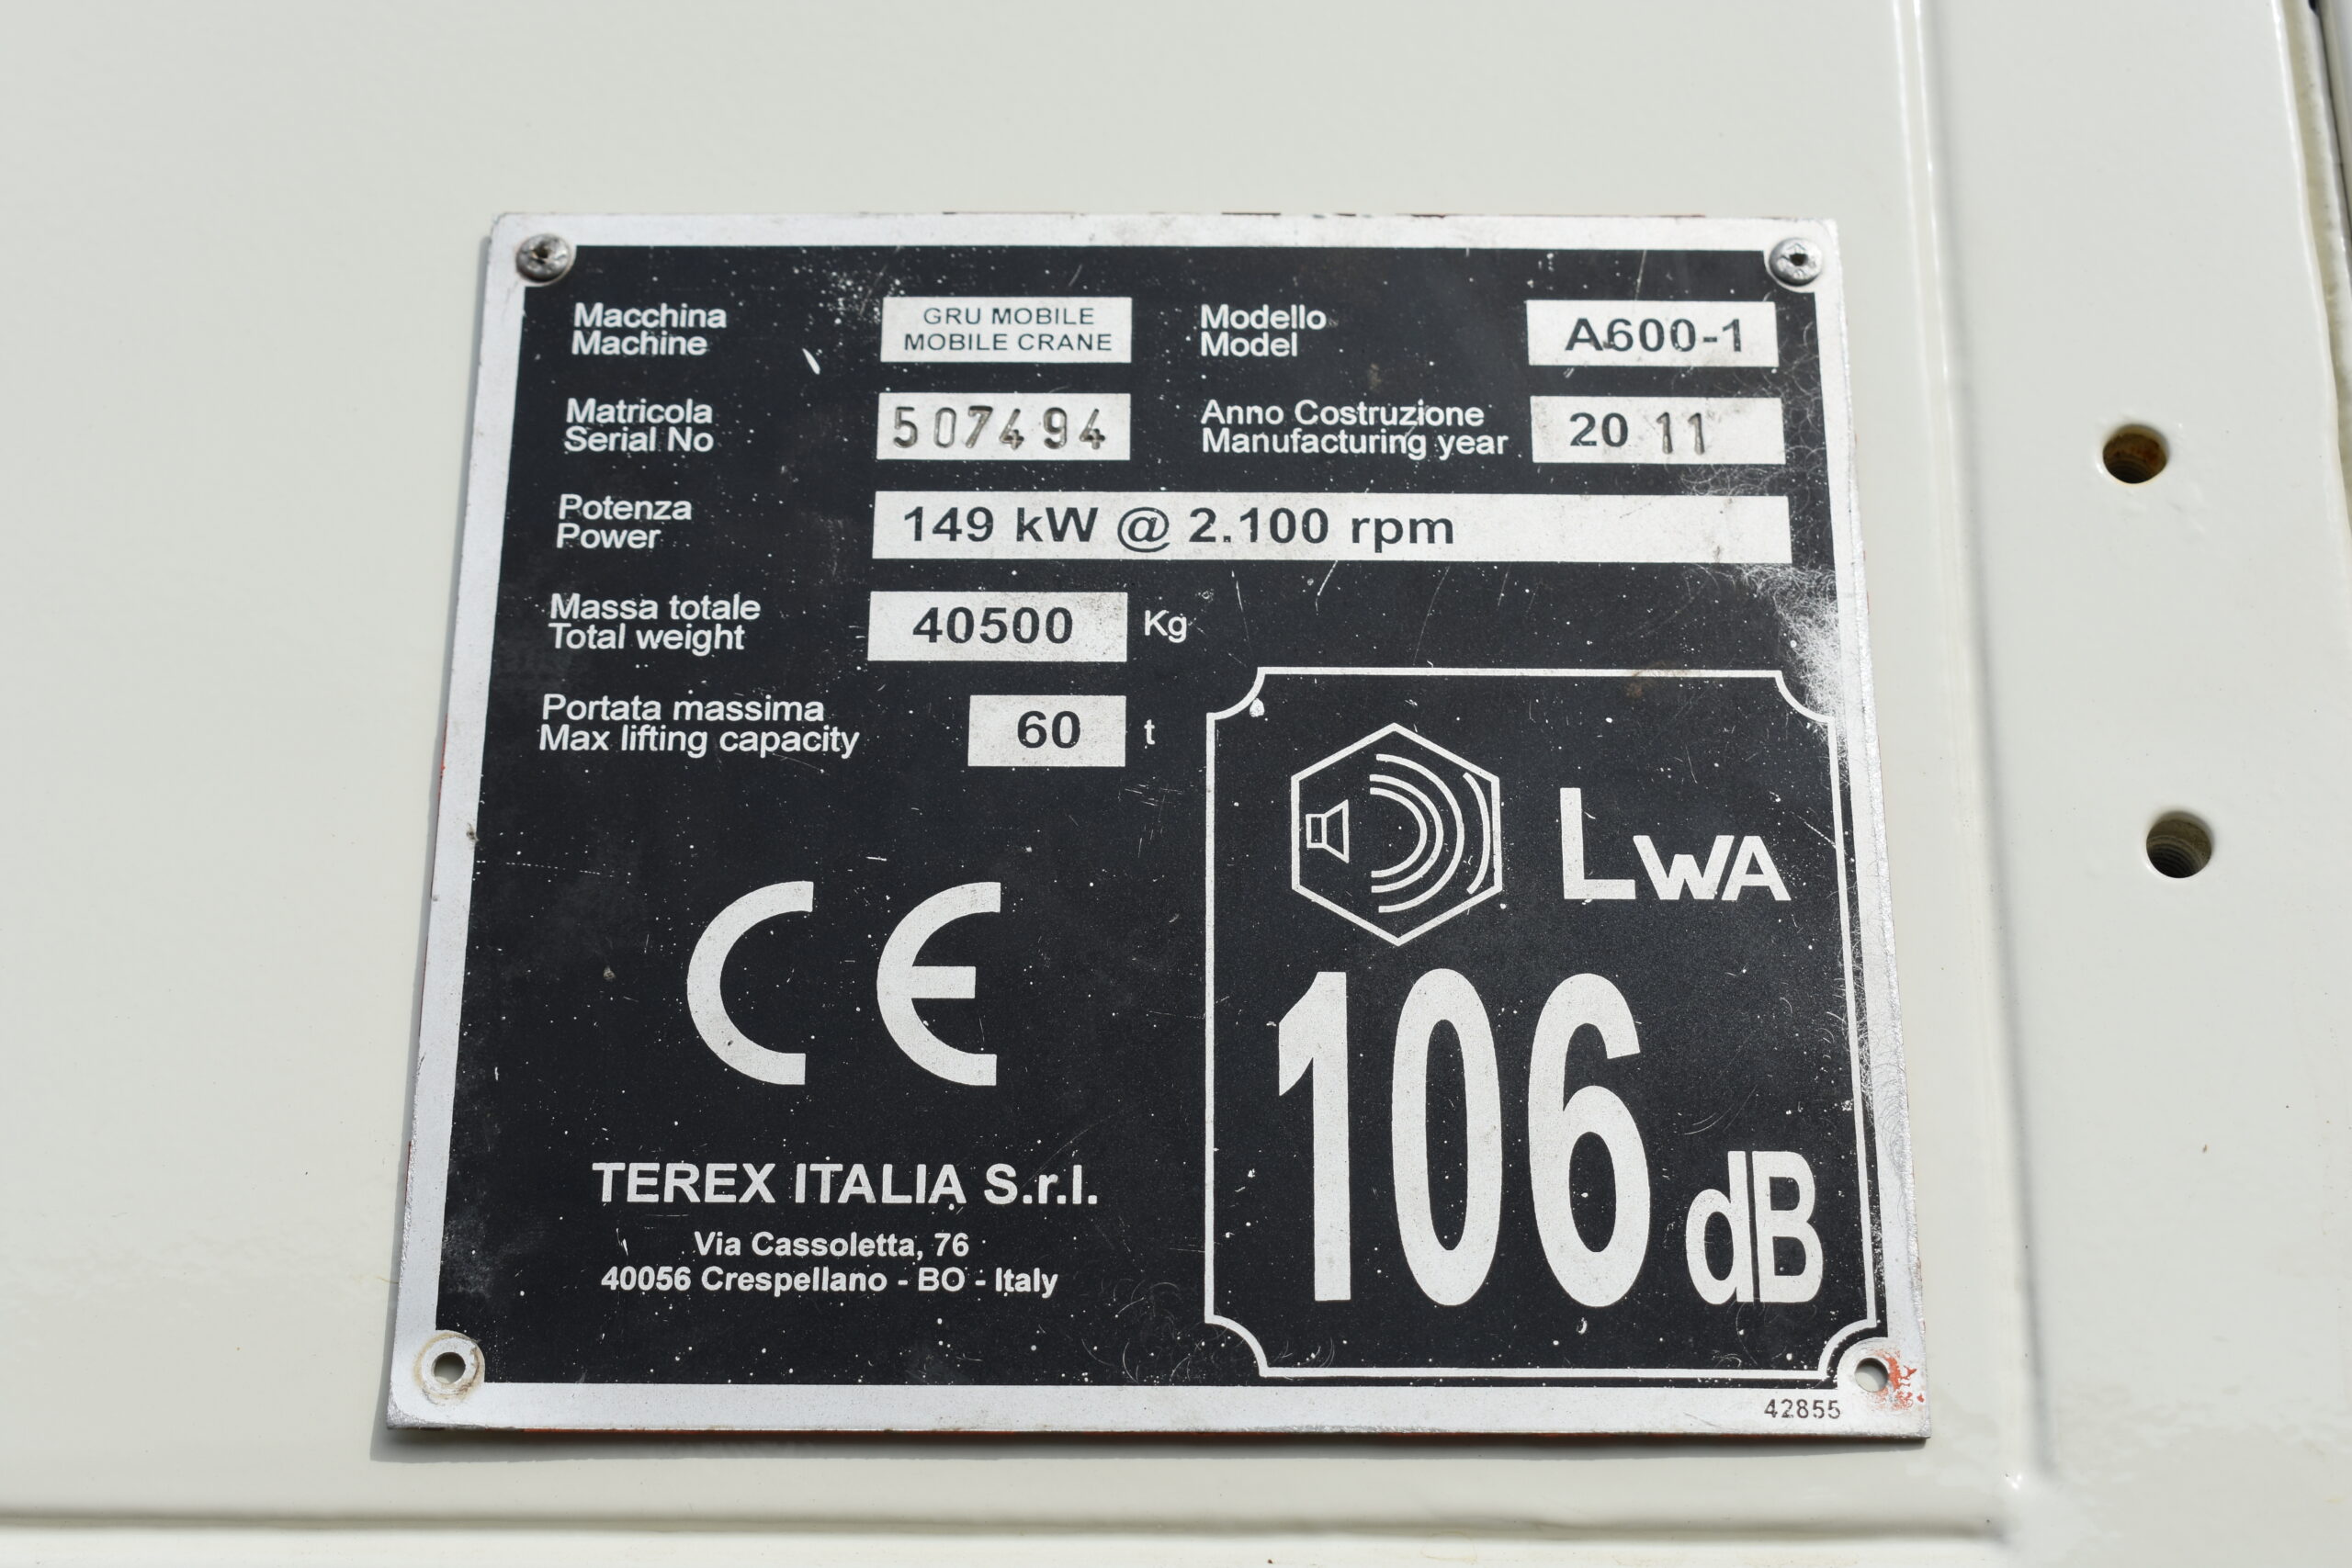 Macchina
Machine
GRU MOBILE
MOBILE CRANE
Modello
Model
A600-1
Matricola
Serial No
507494
Anno Costruzione
Manufacturing year
20 11
Potenza
Power
149 kW @ 2.100 rpm
Massa totale
Total weight
40500 Kg
Portata massima
Max lifting capacity
60 t
LWA
106 dB
CE
TEREX ITALIA S.r.l.
Via Cassoletta, 76
40056 Crespellano - BO - Italy
42855